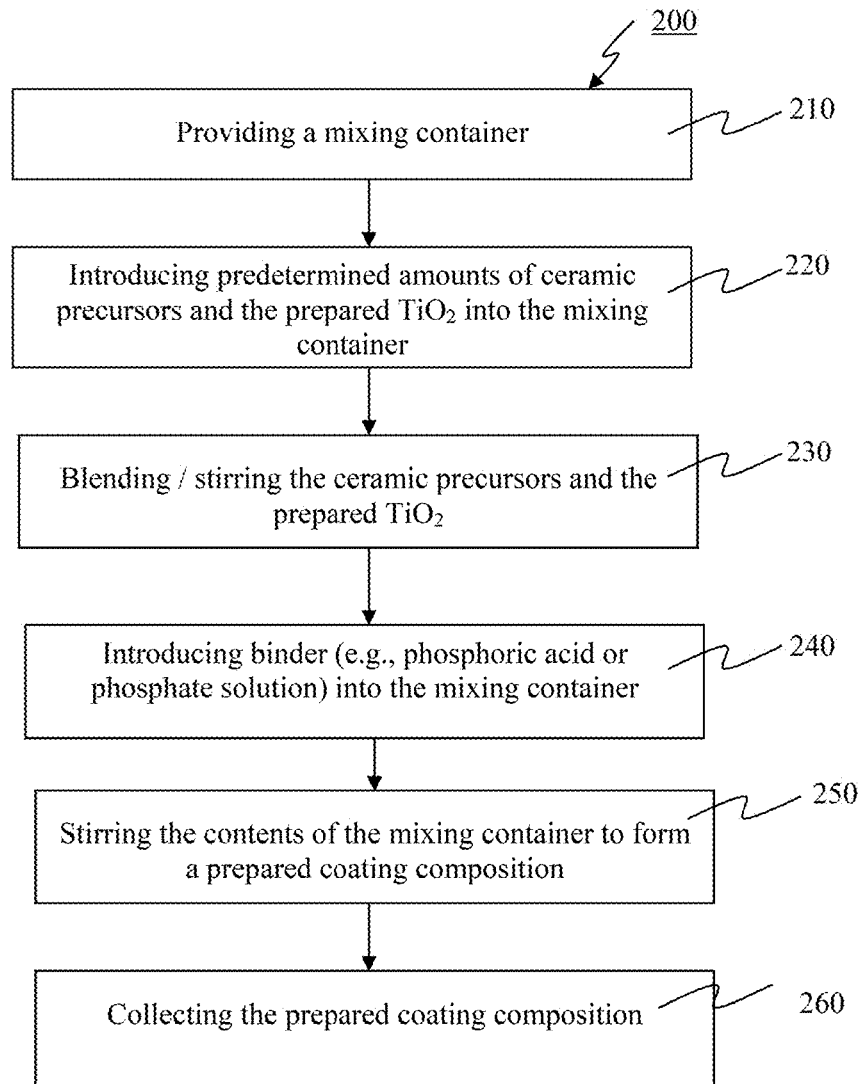 200
Providing a mixing container
210
Introducing predetermined amounts of ceramic
precursors and the prepared TiO₂ into the mixing
container
220
Blending / stirring the ceramic precursors and the
prepared TiO₂
230
Introducing binder (e.g., phosphoric acid or
phosphate solution) into the mixing container
240
Stirring the contents of the mixing container to form
a prepared coating composition
250
Collecting the prepared coating composition
260